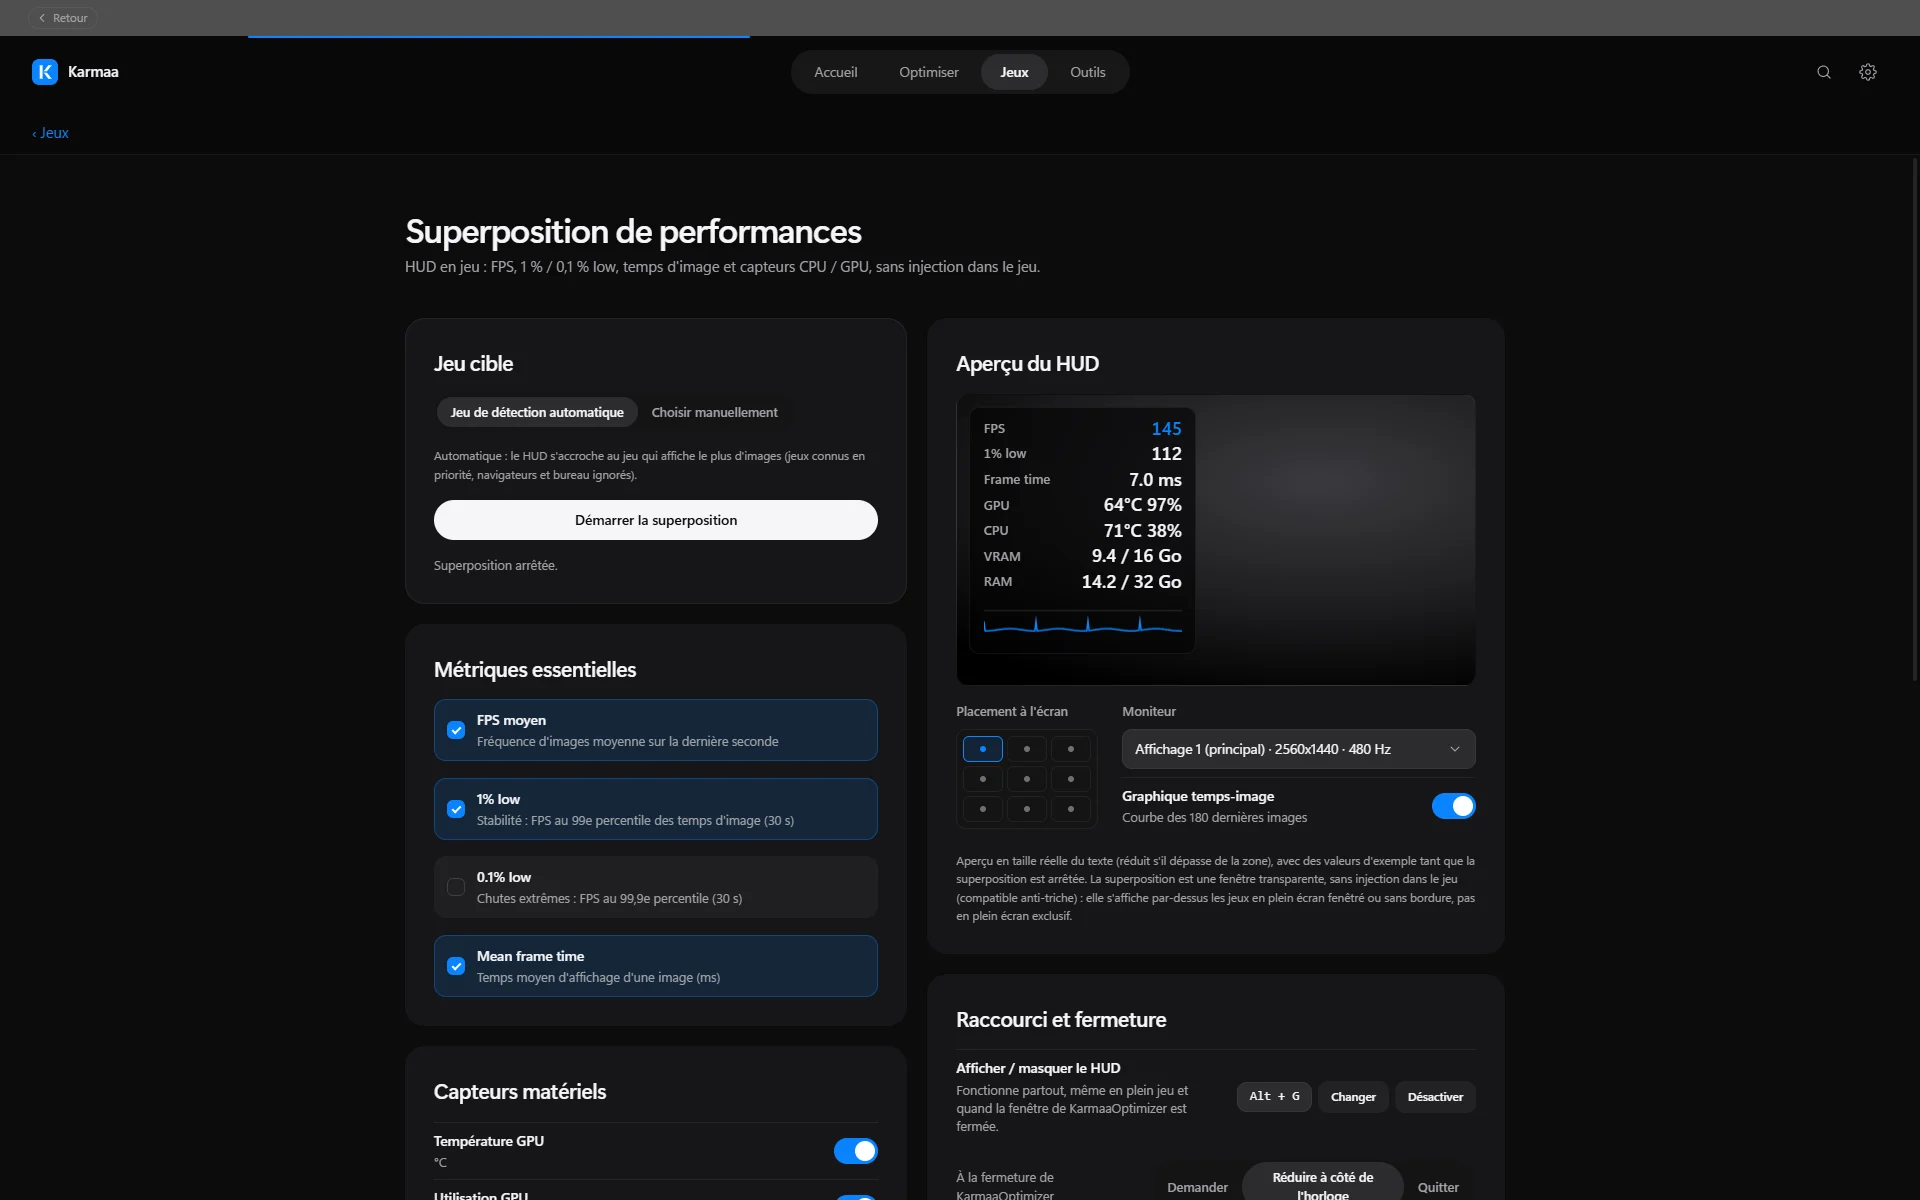 Retour
Karmaa
Accueil
Optimiser
Jeux
Outils
‹ Jeux
Superposition de performances
HUD en jeu : FPS, 1 % / 0,1 % low, temps d'image et capteurs CPU / GPU, sans injection dans le jeu.
Jeu cible
Jeu de détection automatique
Choisir manuellement
Automatique : le HUD s'accroche au jeu qui affiche le plus d'images (jeux connus en
priorité, navigateurs et bureau ignorés).
Démarrer la superposition
Superposition arrêtée.
Métriques essentielles
FPS moyen
Fréquence d'images moyenne sur la dernière seconde
1% low
Stabilité : FPS au 99e percentile des temps d'image (30 s)
0.1% low
Chutes extrêmes : FPS au 99,9e percentile (30 s)
Mean frame time
Temps moyen d'affichage d'une image (ms)
Capteurs matériels
Température GPU
°C
Utilisation GPU
Aperçu du HUD
FPS 145
1% low 112
Frame time 7.0 ms
GPU 64°C 97%
CPU 71°C 38%
VRAM 9.4 / 16 Go
RAM 14.2 / 32 Go
Placement à l'écran
Moniteur
Affichage 1 (principal) · 2560x1440 · 480 Hz
Graphique temps-image
Courbe des 180 dernières images
Aperçu en taille réelle du texte (réduit s'il dépasse de la zone), avec des valeurs d'exemple tant que la
superposition est arrêtée. La superposition est une fenêtre transparente, sans injection dans le jeu
(compatible anti-triche) : elle s'affiche par-dessus les jeux en plein écran fenêtré ou sans bordure, pas
en plein écran exclusif.
Raccourci et fermeture
Afficher / masquer le HUD
Fonctionne partout, même en plein jeu et
quand la fenêtre de KarmaaOptimizer est
fermée.
Alt + G
Changer
Désactiver
À la fermeture de
KarmaaOptimizer
Demander
Réduire à côté de
l'horloge
Quitter